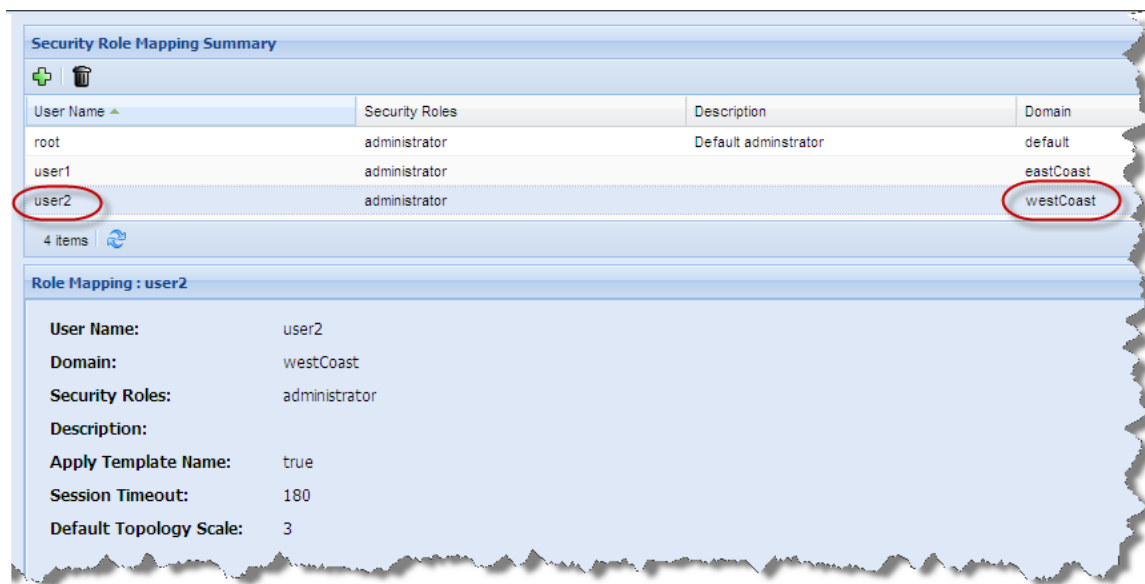 Security Role Mapping Summary
User Name Security Roles Description Domain
root administrator Default adminstrator default
user1 administrator eastCoast
user2 administrator westCoast
4 items
Role Mapping : user2
User Name: user2
Domain: westCoast
Security Roles: administrator
Description:
Apply Template Name: true
Session Timeout: 180
Default Topology Scale: 3